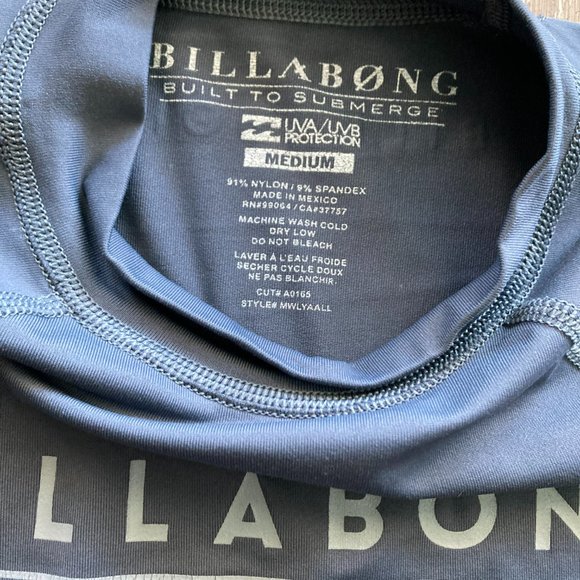 BILLABØNG
BUILT TO SUBMERGE
UVA/UVB
PROTECTION
MEDIUM
91% NYLON / 9% SPANDEX
MADE IN MEXICO
RN#99064 / CA#37757
MACHINE WASH COLD
DRY LOW
DO NOT BLEACH
LAVER À L'EAU FROIDE
SECHER CYCLE DOUX
NE PAS BLANCHIR.
CUT# A0165
STYLE# MWLYAALL
LLABON